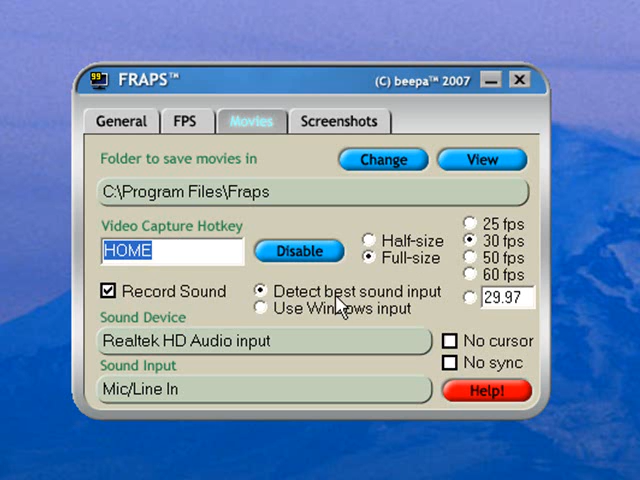 99
FRAPS™ (C) beepa™ 2007
General FPS Movies Screenshots
Folder to save movies in Change View
C:\Program Files\Fraps
Video Capture Hotkey
HOME Disable
Half-size
Full-size
25 fps
30 fps
50 fps
60 fps
29.97
Record Sound
Detect best sound input
Use Windows input
Sound Device
Realtek HD Audio input
No cursor
No sync
Sound Input
Mic/Line In
Help!